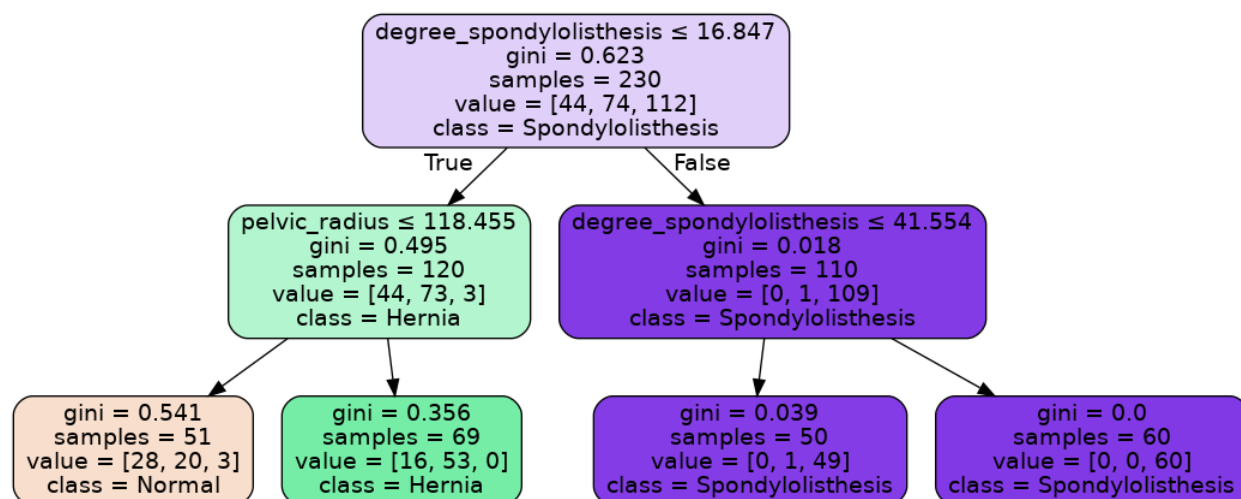 degree_spondylolisthesis ≤ 16.847
gini = 0.623
samples = 230
value = [44, 74, 112]
class = Spondylolisthesis
True
False
pelvic_radius ≤ 118.455
gini = 0.495
samples = 120
value = [44, 73, 3]
class = Hernia
degree_spondylolisthesis ≤ 41.554
gini = 0.018
samples = 110
value = [0, 1, 109]
class = Spondylolisthesis
gini = 0.541
samples = 51
value = [28, 20, 3]
class = Normal
gini = 0.356
samples = 69
value = [16, 53, 0]
class = Hernia
gini = 0.039
samples = 50
value = [0, 1, 49]
class = Spondylolisthesis
gini = 0.0
samples = 60
value = [0, 0, 60]
class = Spondylolisthesis